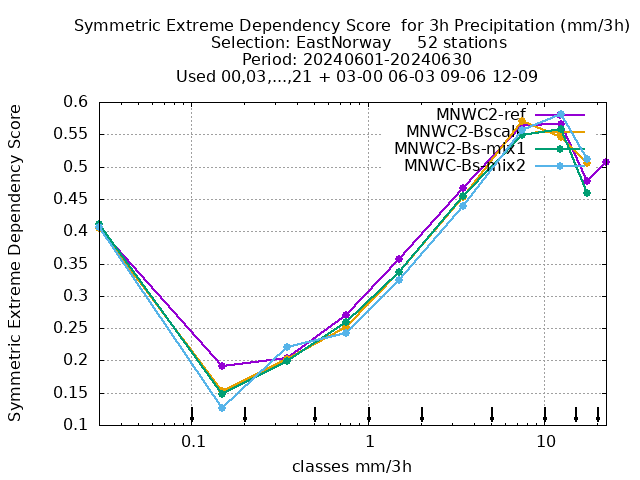 Symmetric Extreme Dependency Score  for 3h Precipitation (mm/3h)
Selection: EastNorway     52 stations
Period: 20240601-20240630
Used 00,03,...,21 + 03-00 06-03 09-06 12-09
Symmetric Extreme Dependency Score
0.6
0.55
0.5
0.45
0.4
0.35
0.3
0.25
0.2
0.15
0.1
MNWC2-ref
MNWC2-Bscale
MNWC2-Bs-mix1
MNWC-Bs-mix2
0.1 1 10
classes mm/3h